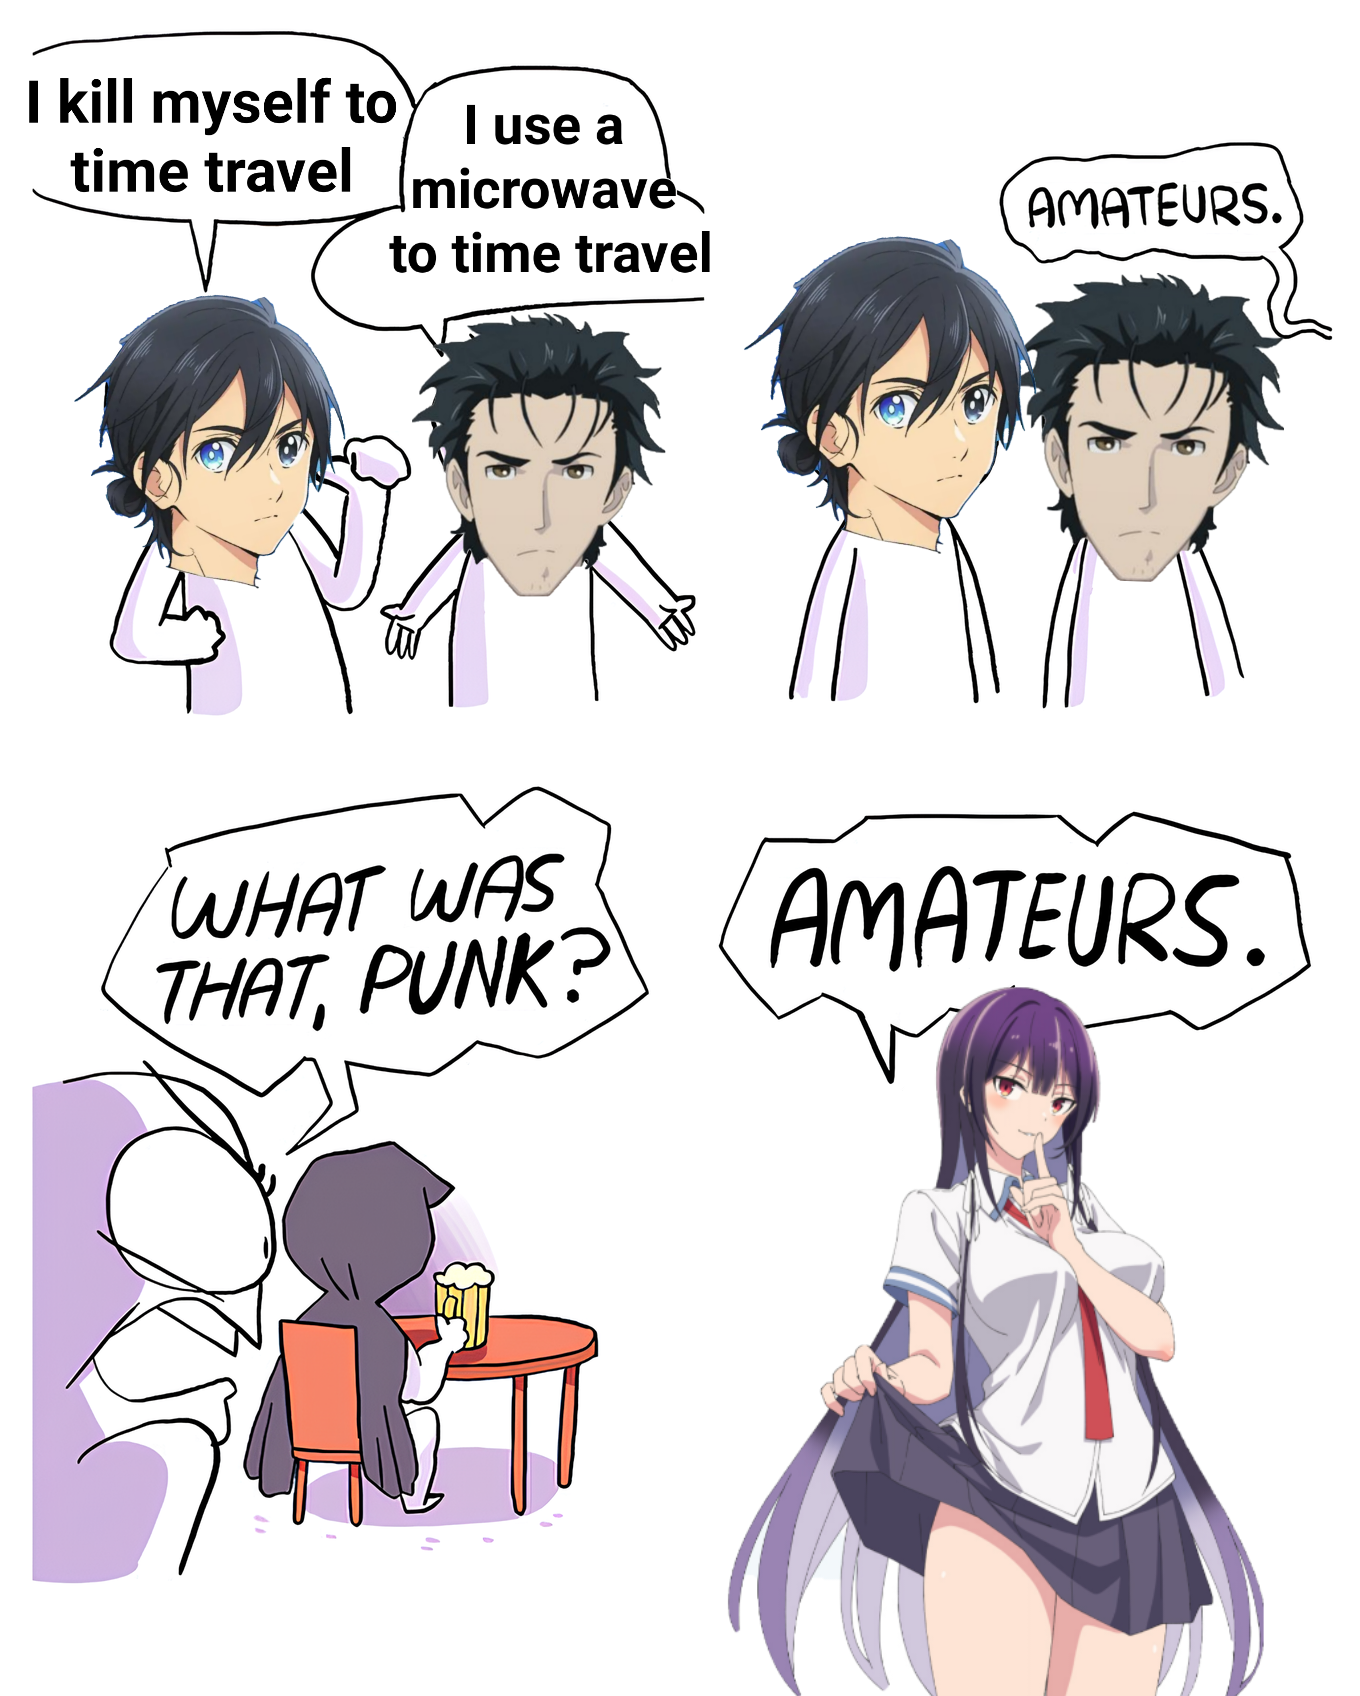 I kill myself to
time travel
I use a
microwave
to time travel
AMATEURS.
WHAT WAS
THAT, PUNK?
AMATEURS.